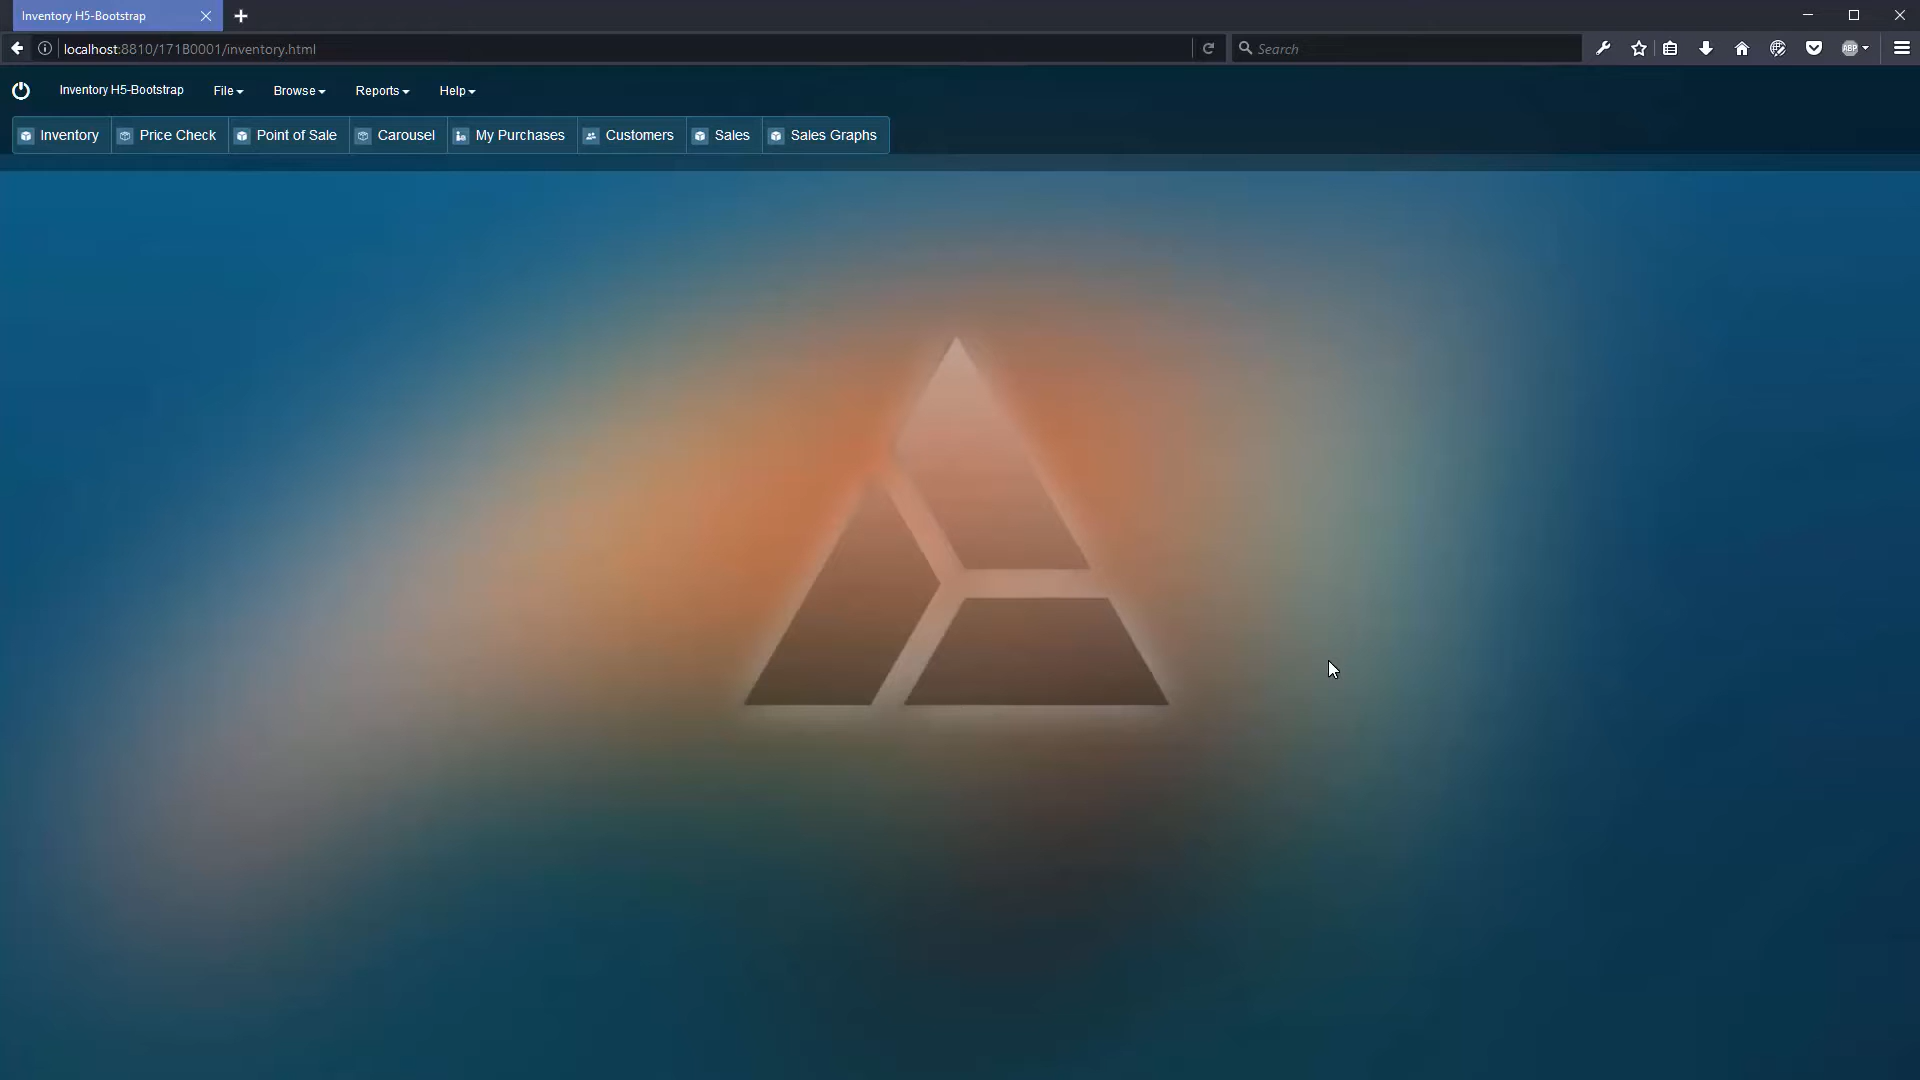 Inventory H5-Bootstrap
localhost:8810/171B0001/inventory.html
Search
ABP
Inventory H5-Bootstrap File Browse Reports Help
Inventory Price Check Point of Sale Carousel My Purchases Customers Sales Sales Graphs